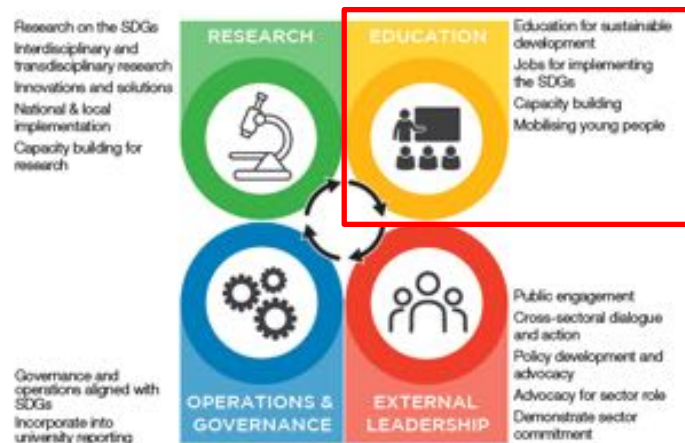 Research on the SDGs
Interdisciplinary and
transdisciplinary research
Innovations and solutions
National & local
implementation
Capacity building for
research
RESEARCH
EDUCATION
Education for sustainable
development
Jobs for implementing
the SDGs
Capacity building
Mobilising young people
Governance and
operations aligned with
SDGs
Incorporate into
university reporting
OPERATIONS &
GOVERNANCE
EXTERNAL
LEADERSHIP
Public engagement
Cross-sectoral dialogue
and action
Policy development and
advocacy
Advocacy for sector role
Demonstrate sector
commitment